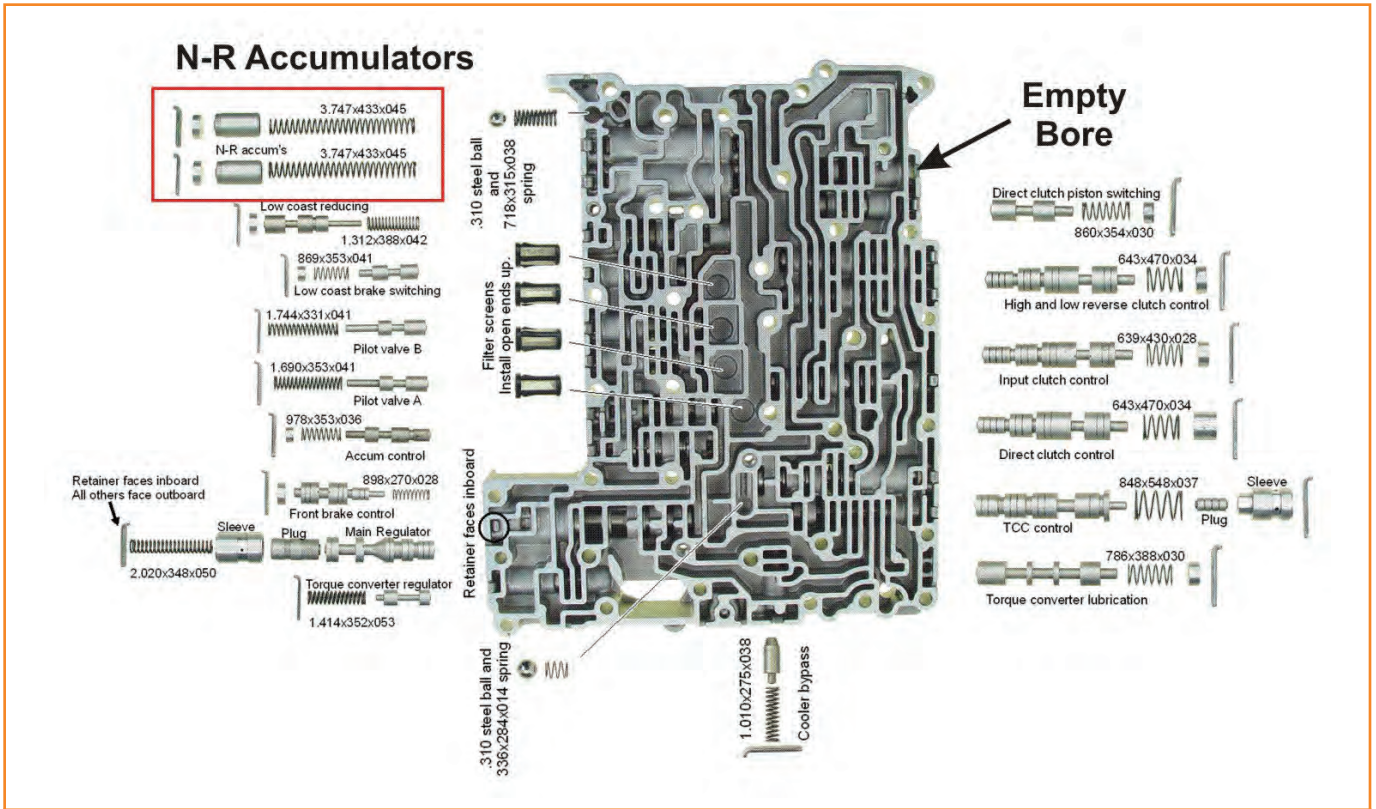 N-R Accumulators
3.747x433x045
N-R accum's
3.747x433x045
Low coast reducing
1.312x388x042
869x353x041
Low coast brake switching
1.744x331x041
Pilot valve B
1.690x353x041
Pilot valve A
978x353x036
Accum control
898x270x028
Front brake control
Retainer faces inboard
All others face outboard
Sleeve
Plug
Main Regulator
2.020x348x050
Torque converter regulator
1.414x352x053
.310 steel ball
and
718x315x038
spring
Filter screens
Install open ends up.
Retainer faces inboard
.310 steel ball and
336x284x014 spring
1.010x275x038
Cooler bypass
Empty
Bore
Direct clutch piston switching
860x354x030
643x470x034
High and low reverse clutch control
639x430x028
Input clutch control
643x470x034
Direct clutch control
848x548x037
Sleeve
TCC control
Plug
786x388x030
Torque converter lubrication